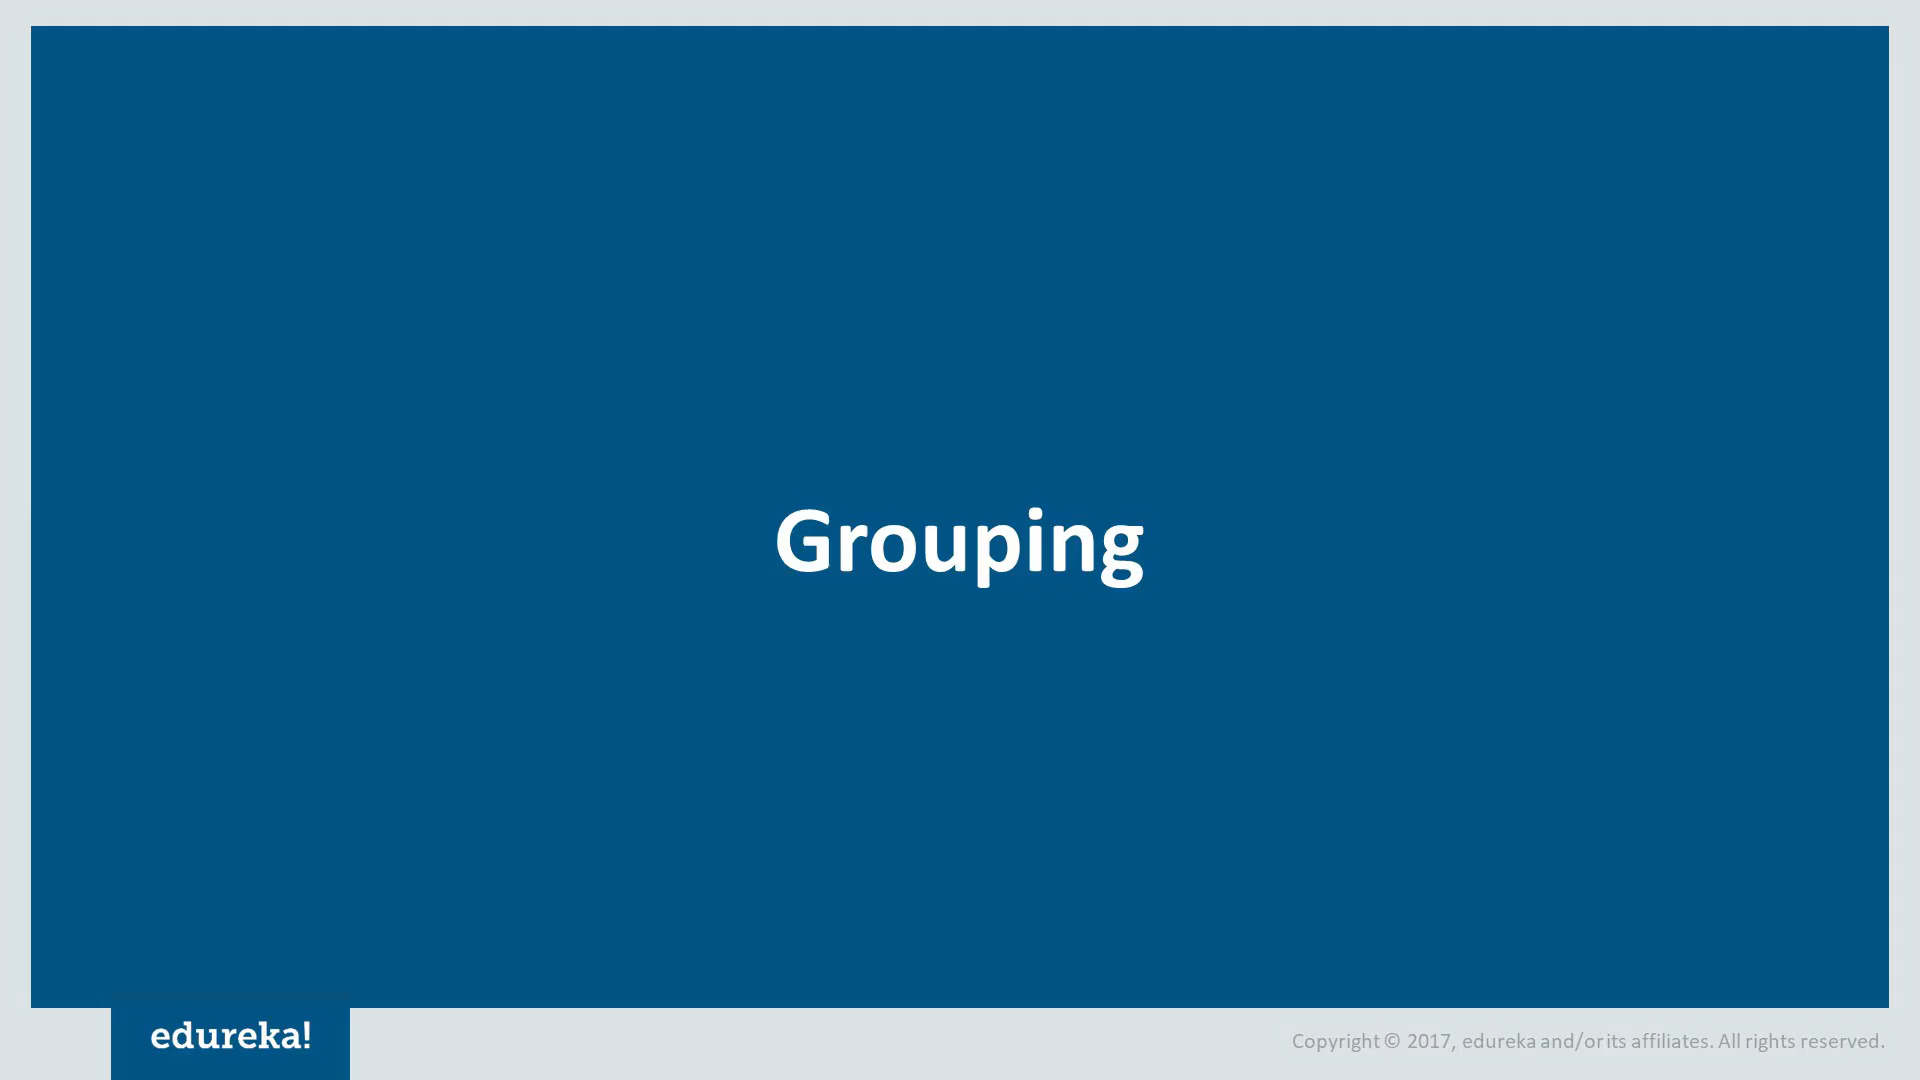 Grouping
edureka!
Copyright © 2017, edureka and/or its affiliates. All rights reserved.